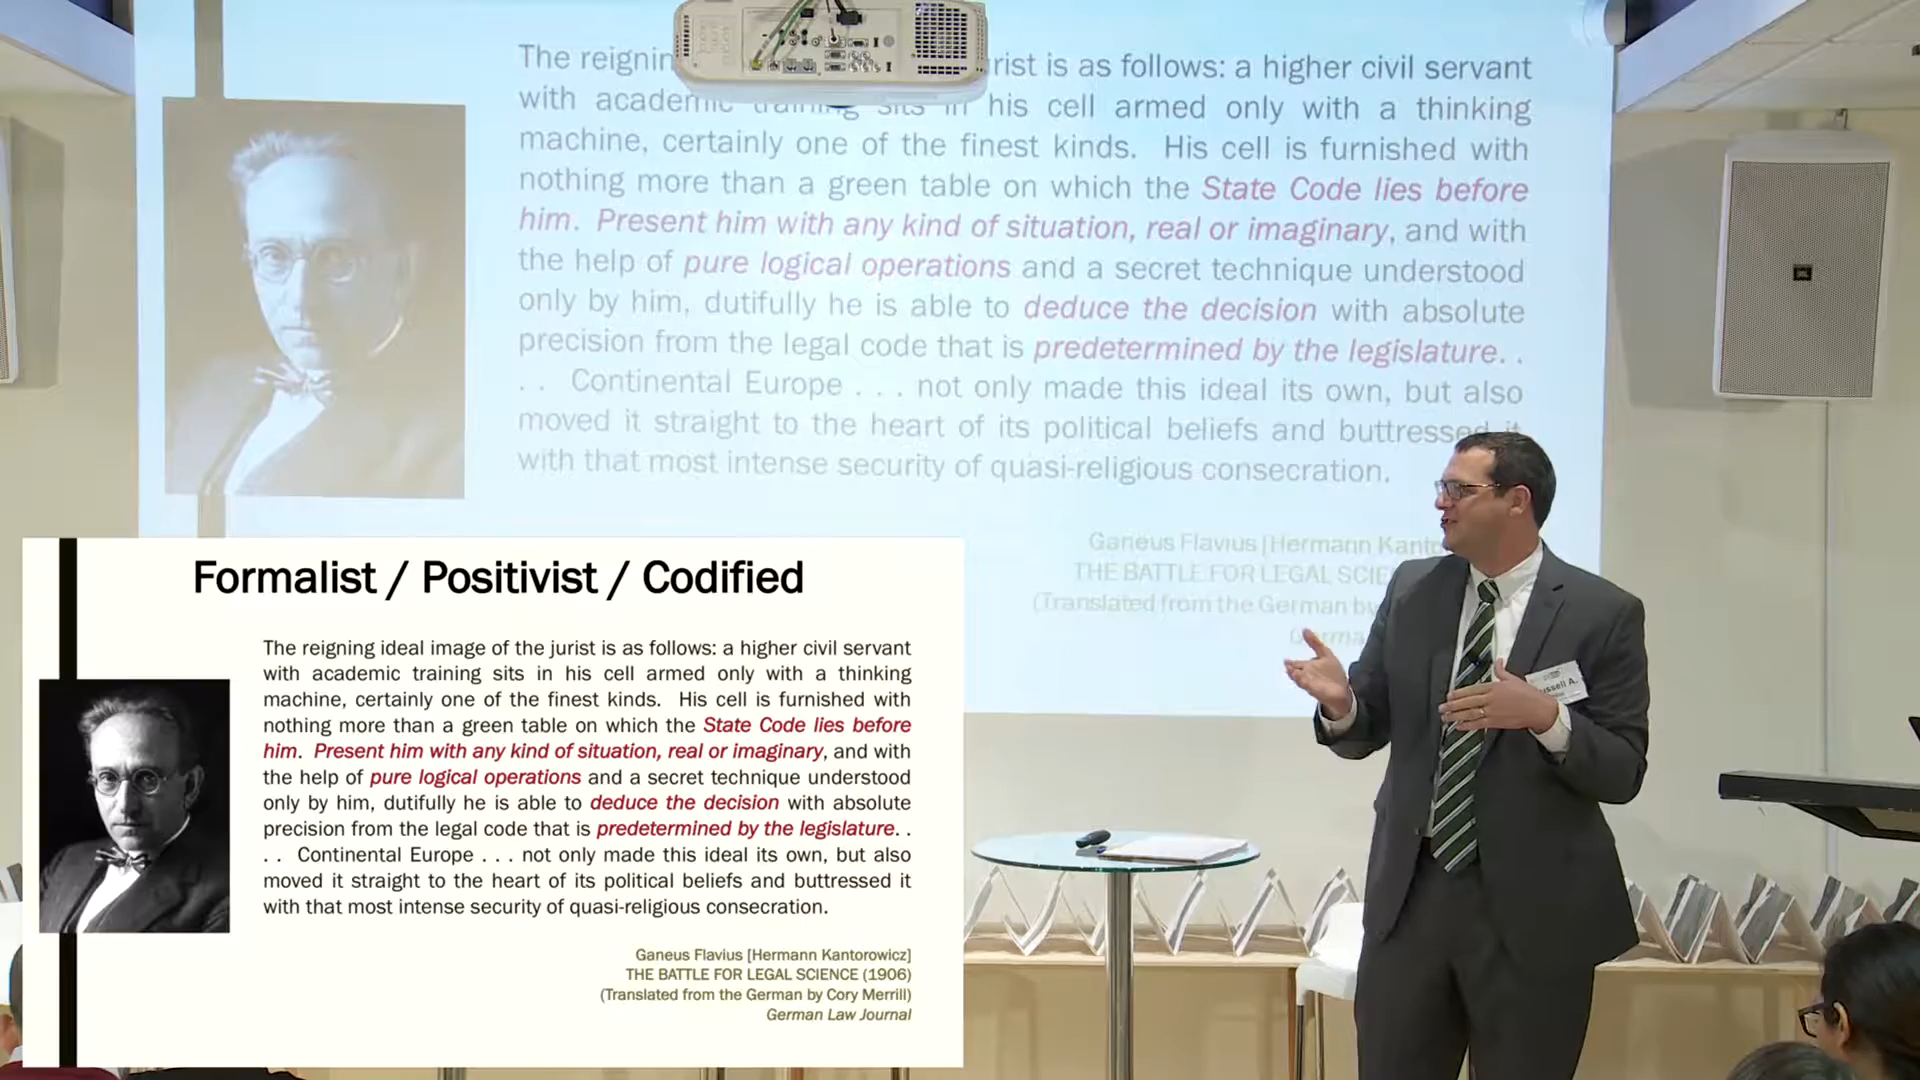 The reignin
rist is as follows: a higher civil servant
with academic training sits in his cell armed only with a thinking
machine, certainly one of the finest kinds. His cell is furnished with
nothing more than a green table on which the State Code lies before
him. Present him with any kind of situation, real or imaginary, and with
the help of pure logical operations and a secret technique understood
only by him, dutifully he is able to deduce the decision with absolute
precision from the legal code that is predetermined by the legislature. .
. . Continental Europe . . . not only made this ideal its own, but also
moved it straight to the heart of its political beliefs and buttressed it
with that most intense security of quasi-religious consecration.
Ganeus Flavius [Hermann Kanto
THE BATTLE FOR LEGAL SCIE
(Translated from the German by
Germa
ussell A.
Formalist / Positivist / Codified
The reigning ideal image of the jurist is as follows: a higher civil servant
with academic training sits in his cell armed only with a thinking
machine, certainly one of the finest kinds. His cell is furnished with
nothing more than a green table on which the State Code lies before
him. Present him with any kind of situation, real or imaginary, and with
the help of pure logical operations and a secret technique understood
only by him, dutifully he is able to deduce the decision with absolute
precision from the legal code that is predetermined by the legislature. .
. . Continental Europe . . . not only made this ideal its own, but also
moved it straight to the heart of its political beliefs and buttressed it
with that most intense security of quasi-religious consecration.
Ganeus Flavius [Hermann Kantorowicz]
THE BATTLE FOR LEGAL SCIENCE (1906)
(Translated from the German by Cory Merrill)
German Law Journal